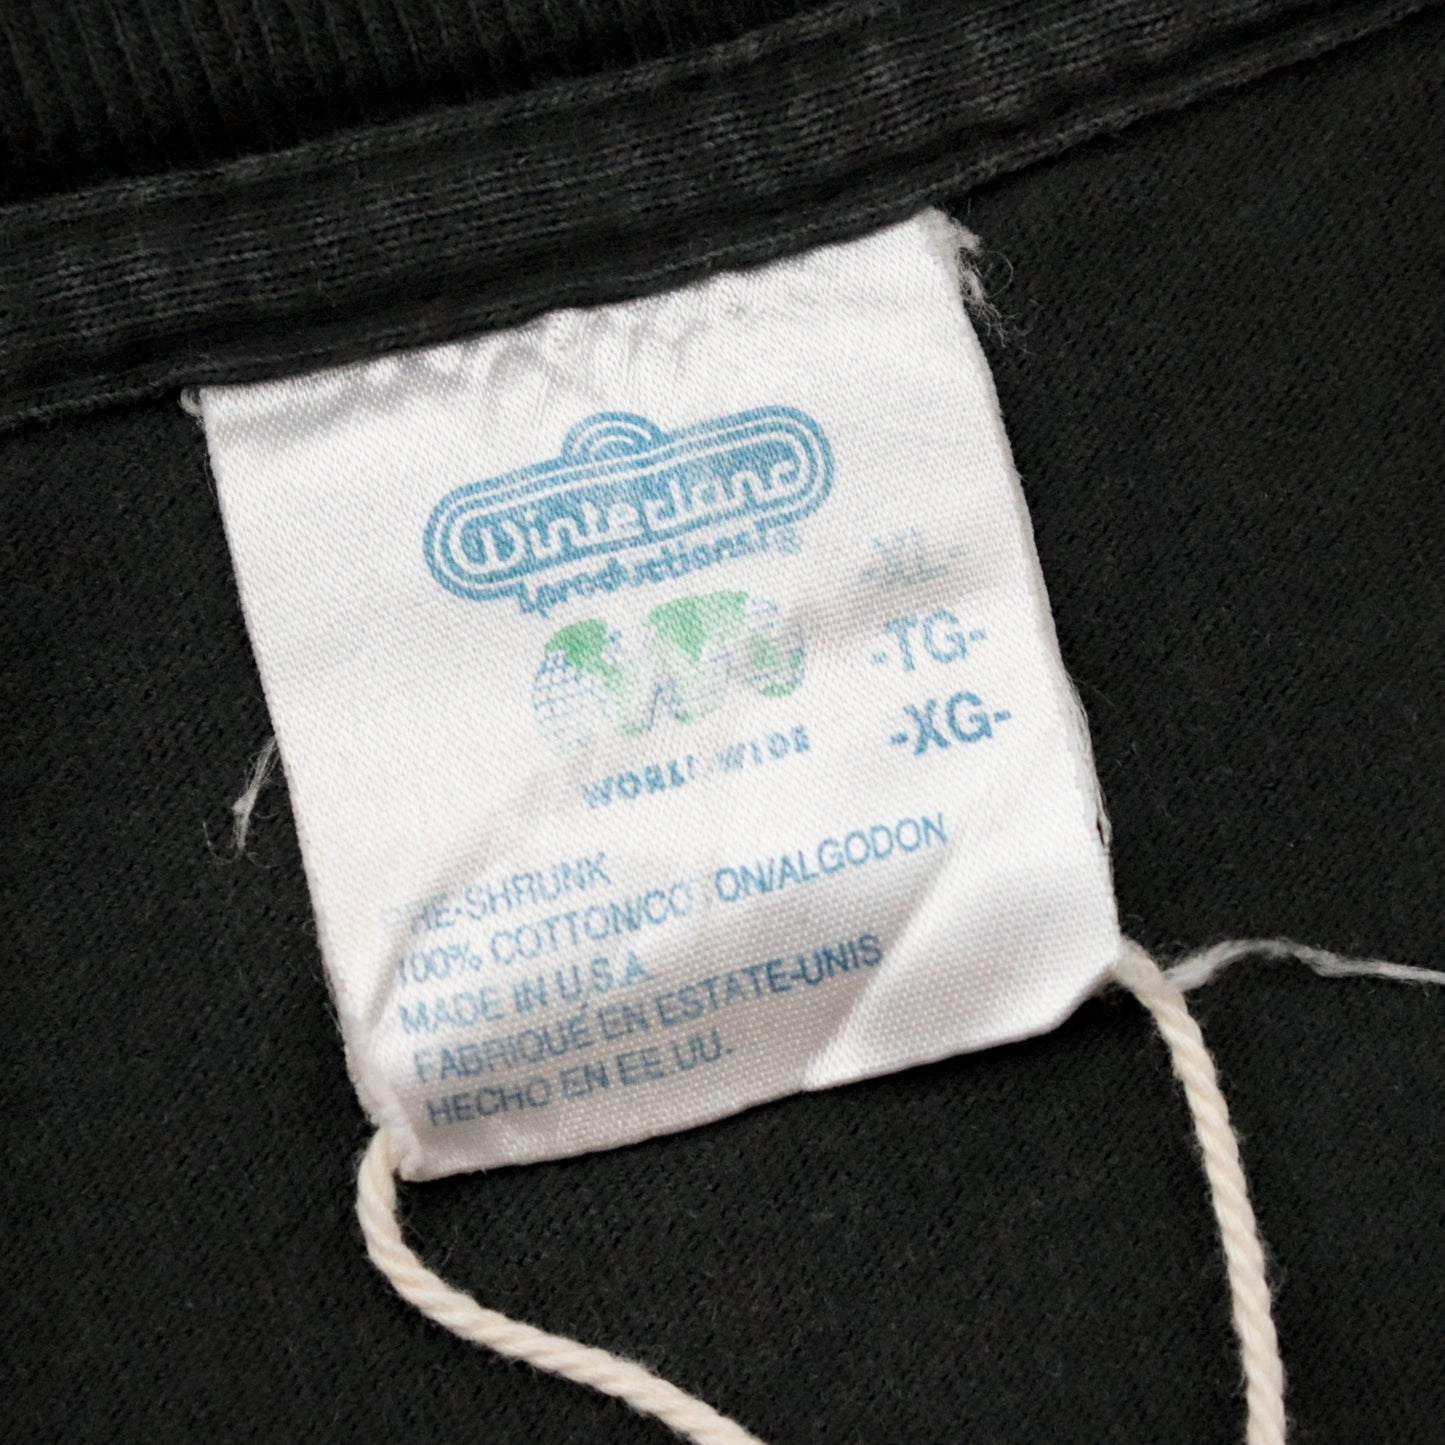 Winterland
productions
-XL-
-TG-
-XG-
WORLDWIDE
PRE-SHRUNK
100% COTTON/COTON/ALGODON
MADE IN U.S.A.
FABRIQUÉ EN ESTATE-UNIS
HECHO EN EE.UU.